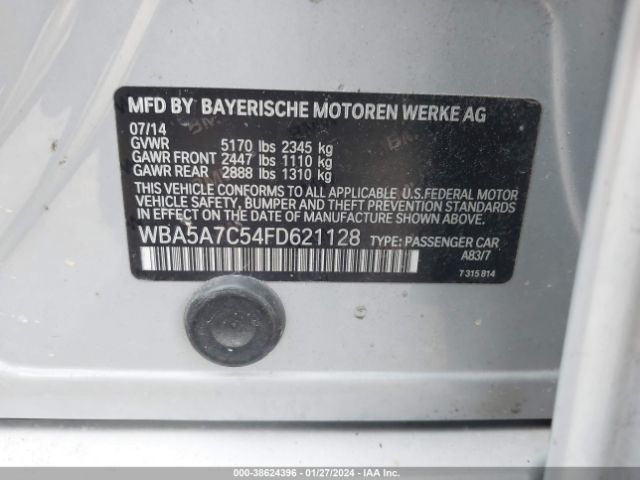 MFD BY BAYERISCHE MOTOREN WERKE AG
07/14
GVWR 5170 lbs 2345 kg
GAWR FRONT 2447 lbs 1110 kg
GAWR REAR 2888 lbs 1310 kg
THIS VEHICLE CONFORMS TO ALL APPLICABLE U.S.FEDERAL MOTOR
VEHICLE SAFETY, BUMPER AND THEFT PREVENTION STANDARDS
IN EFFECT ON THE DATE OF MANUFACTURE SHOWN ABOVE.
WBA5A7C54FD621128 TYPE: PASSENGER CAR
A83/7
7 315 814
000-38624396 - 01/27/2024 - IAA Inc.